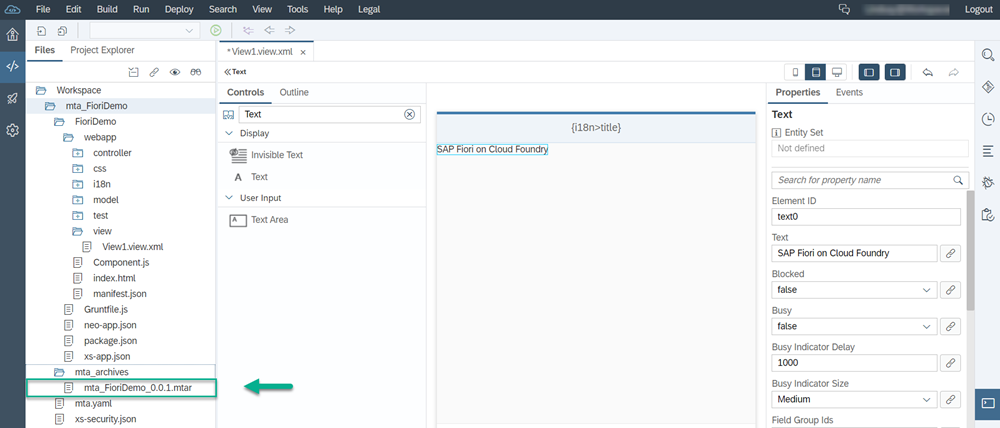 File Edit Run Build Deploy Search View Tools Help Legal Logout
Files Project Explorer
*View1.view.xml ×
«Text
Workspace
mta_FioriDemo
FioriDemo
webapp
controller
css
i18n
model
test
view
View1.view.xml
Component.js
index.html
manifest.json
Gruntfile.js
neo-app.json
package.json
xs-app.json
mta_archives
mta_FioriDemo_0.0.1.mtar
mta.yaml
xs-security.json
Controls Outline
Text
Display
Invisible Text
A Text
User Input
A Text Area
{i18n>title}
SAP Fiori on Cloud Foundry
Properties Events
Text
Entity Set
Not defined
Search for property name
Element ID
text0
Text
SAP Fiori on Cloud Foundry
Blocked
false
Busy
false
Busy Indicator Delay
1000
Busy Indicator Size
Medium
Field Group Ids